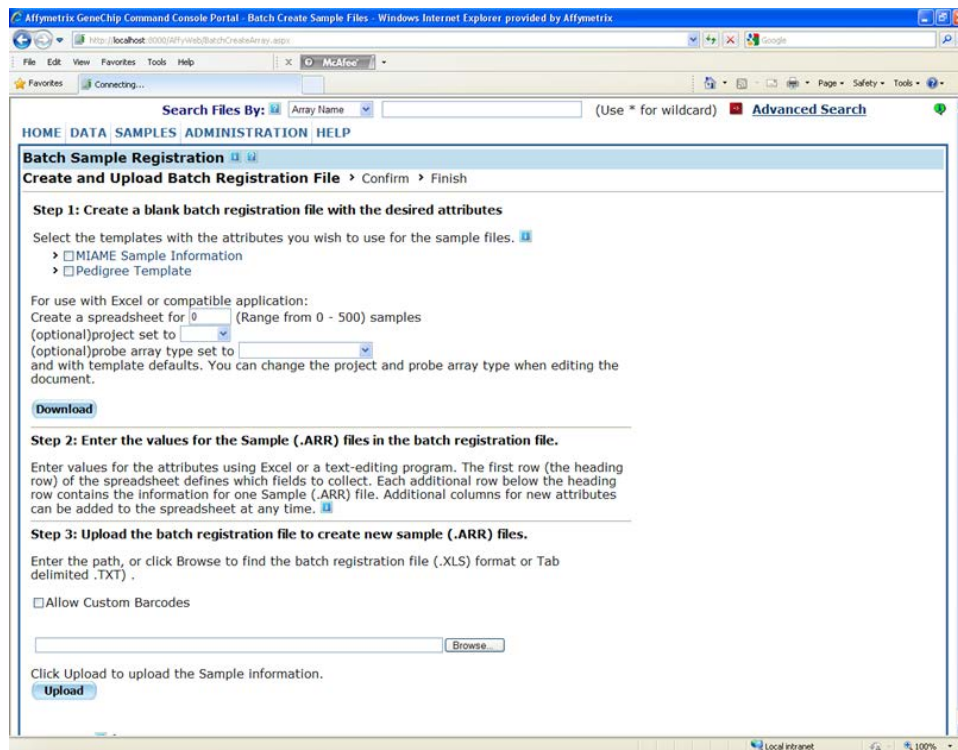 Affymetrix GeneChip Command Console Portal - Batch Create Sample Files - Windows Internet Explorer provided by Affymetrix
http://localhost:8000/AffyWeb/BatchCreateArray.aspx
Google
File Edit View Favorites Tools Help
x McAfee
Favorites
Connecting...
Page Safety Tools
Search Files By: Array Name (Use * for wildcard) Advanced Search
HOME DATA SAMPLES ADMINISTRATION HELP
Batch Sample Registration
Create and Upload Batch Registration File > Confirm > Finish
Step 1: Create a blank batch registration file with the desired attributes
Select the templates with the attributes you wish to use for the sample files.
> MIAME Sample Information
> Pedigree Template
For use with Excel or compatible application:
Create a spreadsheet for 0 (Range from 0 - 500) samples
(optional)project set to
(optional)probe array type set to
and with template defaults. You can change the project and probe array type when editing the
document.
Download
Step 2: Enter the values for the Sample (.ARR) files in the batch registration file.
Enter values for the attributes using Excel or a text-editing program. The first row (the heading
row) of the spreadsheet defines which fields to collect. Each additional row below the heading
row contains the information for one Sample (.ARR) file. Additional columns for new attributes
can be added to the spreadsheet at any time.
Step 3: Upload the batch registration file to create new sample (.ARR) files.
Enter the path, or click Browse to find the batch registration file (.XLS) format or Tab
delimited .TXT) .
Allow Custom Barcodes
Browse...
Click Upload to upload the Sample information.
Upload
Local intranet
100%